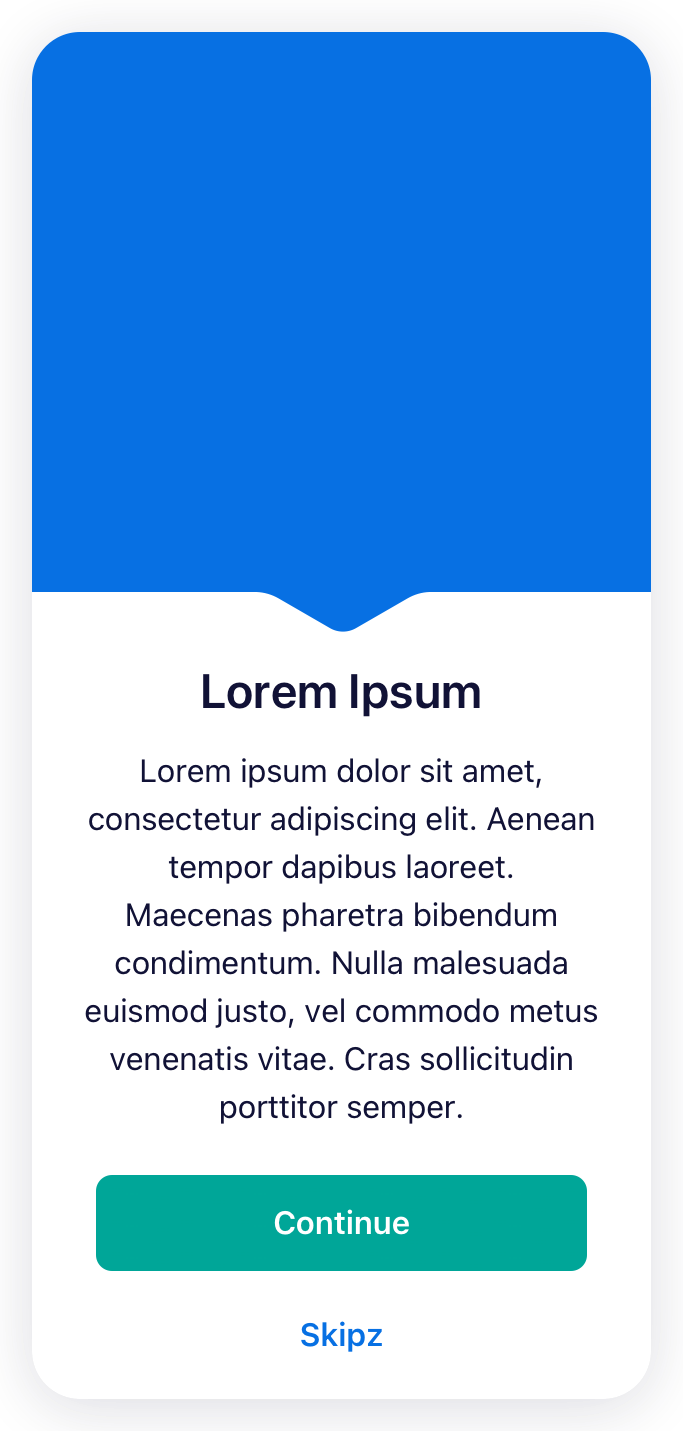 Lorem Ipsum
Lorem ipsum dolor sit amet,
consectetur adipiscing elit. Aenean
tempor dapibus laoreet.
Maecenas pharetra bibendum
condimentum. Nulla malesuada
euismod justo, vel commodo metus
venenatis vitae. Cras sollicitudin
porttitor semper.
Continue
Skipz